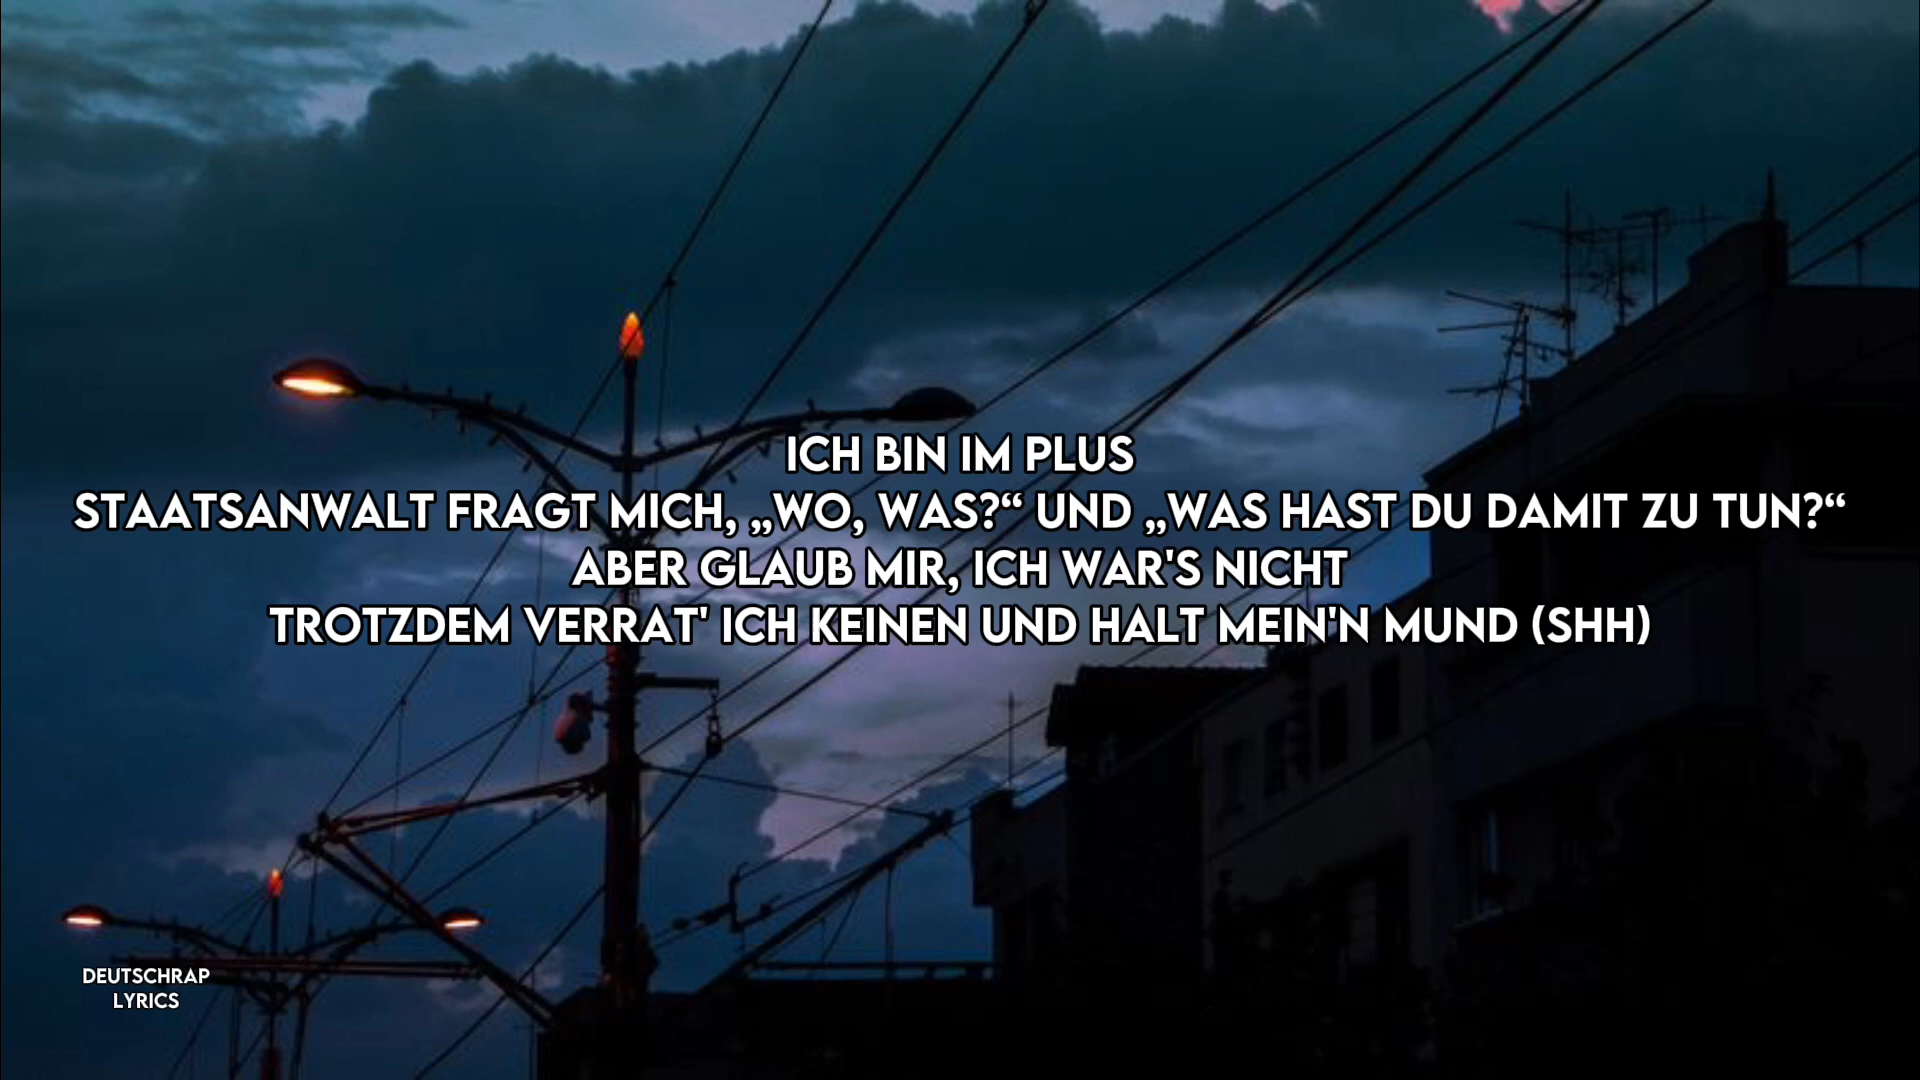 ICH BIN IM PLUS
STAATSANWALT FRAGT MICH, „WO, WAS?“ UND „WAS HAST DU DAMIT ZU TUN?“
ABER GLAUB MIR, ICH WAR'S NICHT
TROTZDEM VERRAT' ICH KEINEN UND HALT MEIN'N MUND (SHH)
DEUTSCHRAP
LYRICS